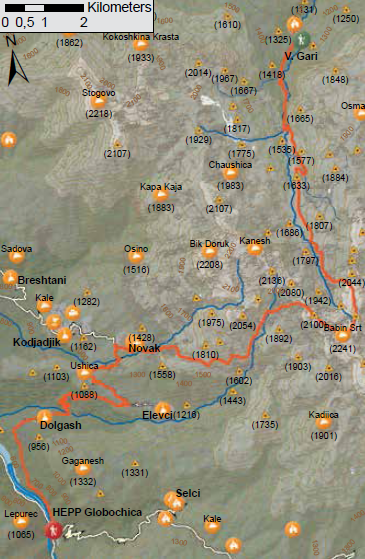 Kilometers
0 0,5 1 2
N
(1131)
(1250)
(1610)
(1325)
V. Gari
(1862)
Kokoshkina Krasta
(1933)
(2014)
(1967)
(1418)
(1848)
(1667)
Stogovo
(2218)
Osma
(1665)
(1817)
(1929)
(2107)
(1775)
(1535)
(1577)
Chaushica
(1983)
(1884)
(1633)
Kapa Kaja
(1883)
(2107)
(1807)
(1686)
Sadova
Osino
(1516)
Bik Doruk
(2208)
Kanesh
(1797)
Breshtani
(2136)
(2044)
(2080)
Kale
(1282)
(1942)
(1975)
(2054)
(2100)
Babin Srt
(2241)
Kodjadjik
(1162)
(1428)
Novak
(1810)
(1892)
Ushica
(1103)
(1558)
(1903)
(2016)
(1602)
(1088)
(1443)
Elevci
(1216)
Dolgash
(1735)
Kadiica
(1901)
(956)
Gaganesh
(1332)
(1331)
Selci
Lepurec
(1065)
HEPP Globochica
Kale